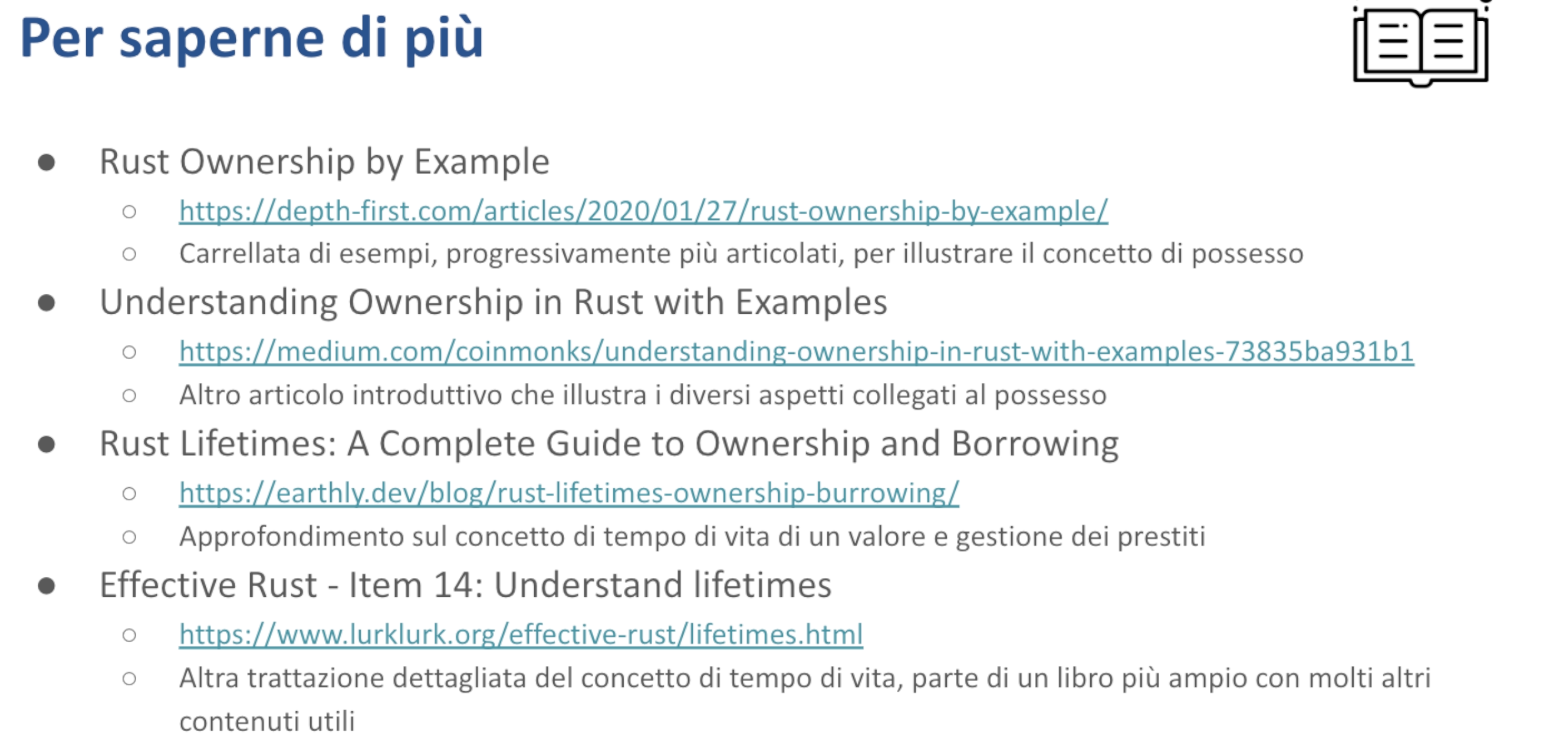 Per saperne di più
● Rust Ownership by Example
○ https://depth-first.com/articles/2020/01/27/rust-ownership-by-example/
○ Carrellata di esempi, progressivamente più articolati, per illustrare il concetto di possesso
● Understanding Ownership in Rust with Examples
○ https://medium.com/coinmonks/understanding-ownership-in-rust-with-examples-73835ba931b1
○ Altro articolo introduttivo che illustra i diversi aspetti collegati al possesso
● Rust Lifetimes: A Complete Guide to Ownership and Borrowing
○ https://earthly.dev/blog/rust-lifetimes-ownership-burrowing/
○ Approfondimento sul concetto di tempo di vita di un valore e gestione dei prestiti
● Effective Rust - Item 14: Understand lifetimes
○ https://www.lurklurk.org/effective-rust/lifetimes.html
○ Altra trattazione dettagliata del concetto di tempo di vita, parte di un libro più ampio con molti altri
contenuti utili